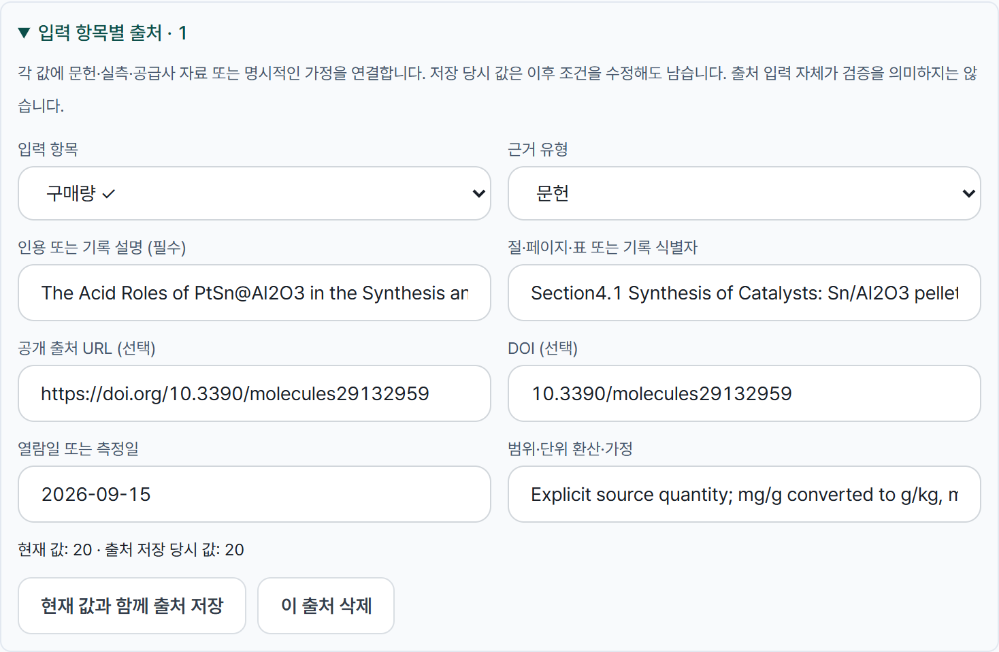 ▼ 입력 항목별 출처 · 1
각 값에 문헌·실측·공급사 자료 또는 명시적인 가정을 연결합니다. 저장 당시 값은 이후 조건을 수정해도 남습니다. 출처 입력 자체가 검증을 의미하지는 않
습니다.
입력 항목
근거 유형
구매량 ✓
문헌
인용 또는 기록 설명 (필수)
절·페이지·표 또는 기록 식별자
The Acid Roles of PtSn@Al2O3 in the Synthesis an
Section4.1 Synthesis of Catalysts: Sn/Al2O3 pellet
공개 출처 URL (선택)
DOI (선택)
https://doi.org/10.3390/molecules29132959
10.3390/molecules29132959
열람일 또는 측정일
범위·단위 환산·가정
2026-09-15
Explicit source quantity; mg/g converted to g/kg, m
현재 값: 20 · 출처 저장 당시 값: 20
현재 값과 함께 출처 저장
이 출처 삭제